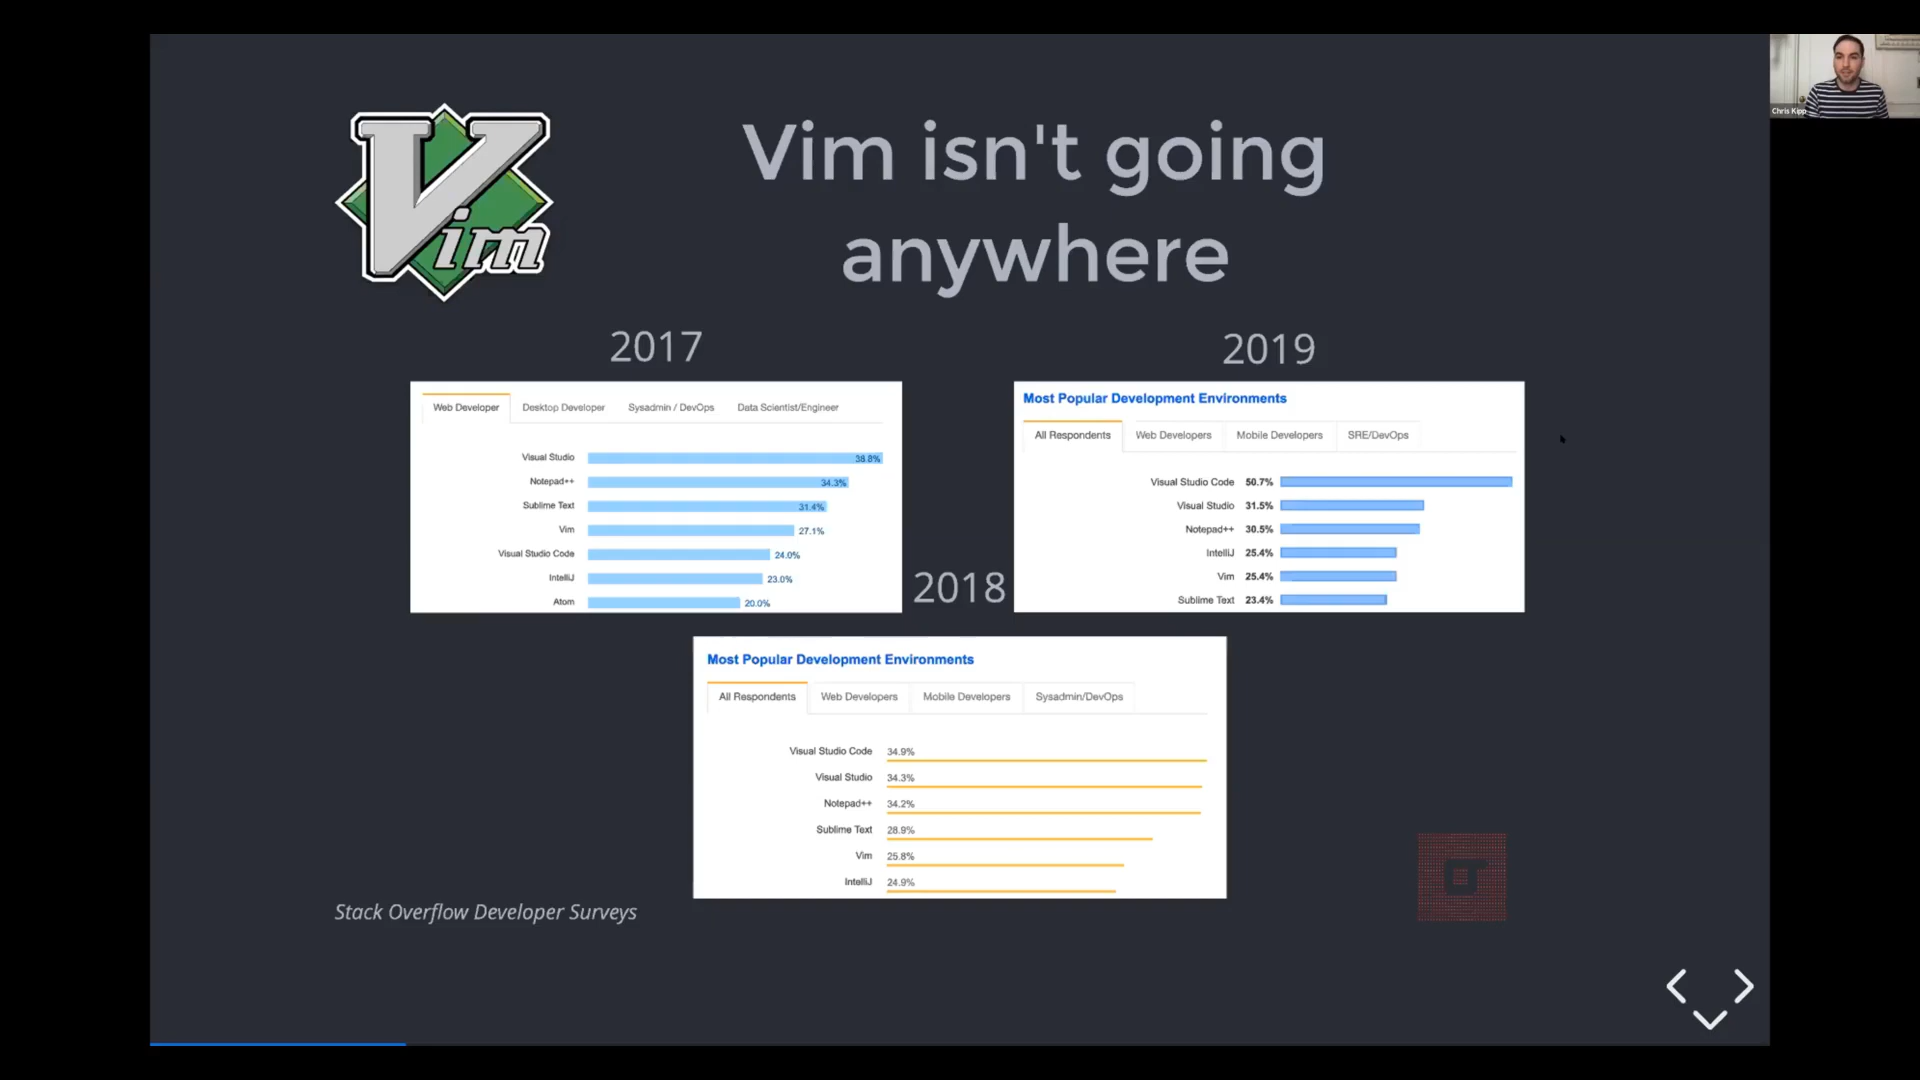 Vim
Vim isn't going
anywhere
Chris Kipp
2017
Web Developer Desktop Developer Sysadmin / DevOps Data Scientist/Engineer
Visual Studio 38.8%
Notepad++ 34.3%
Sublime Text 31.4%
Vim 27.1%
Visual Studio Code 24.0%
IntelliJ 23.0%
Atom 20.0%
2019
Most Popular Development Environments
All Respondents Web Developers Mobile Developers SRE/DevOps
Visual Studio Code 50.7%
Visual Studio 31.5%
Notepad++ 30.5%
IntelliJ 25.4%
Vim 25.4%
Sublime Text 23.4%
2018
Most Popular Development Environments
All Respondents Web Developers Mobile Developers Sysadmin/DevOps
Visual Studio Code 34.9%
Visual Studio 34.3%
Notepad++ 34.2%
Sublime Text 28.9%
Vim 25.8%
IntelliJ 24.9%
Stack Overflow Developer Surveys